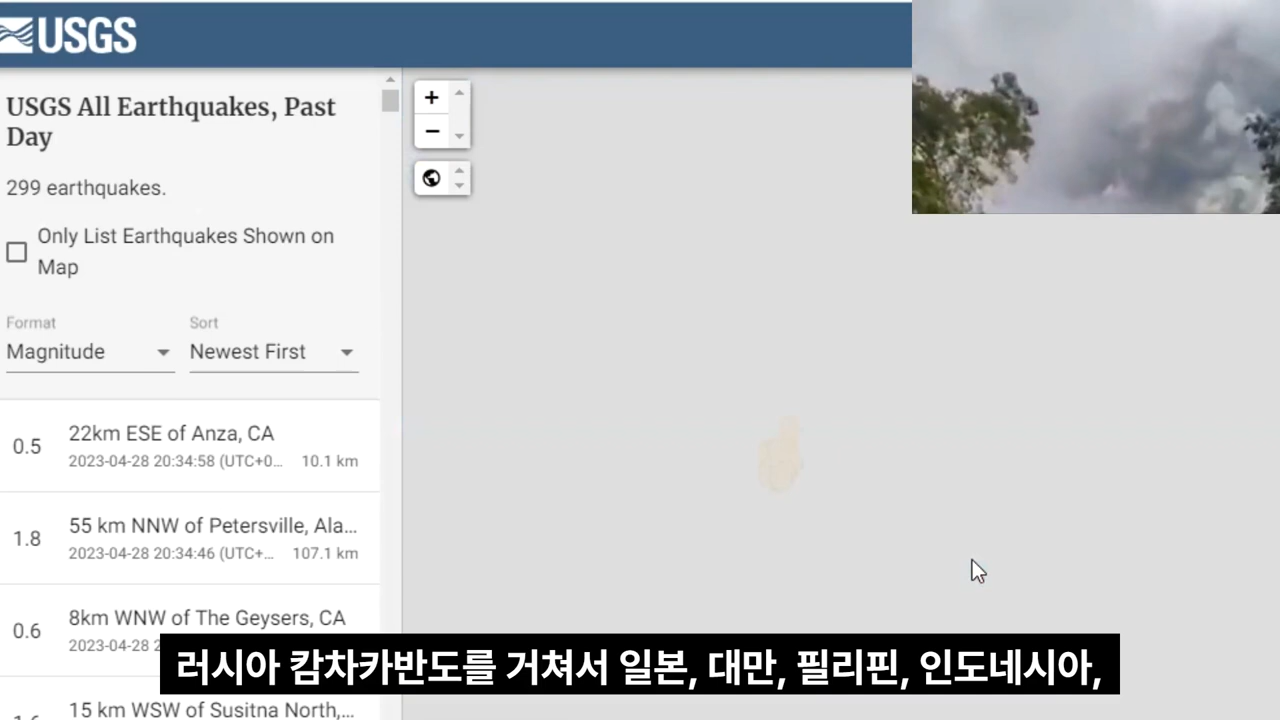 USGS
USGS All Earthquakes, Past
Day
299 earthquakes.
Only List Earthquakes Shown on
Map
Format
Sort
Magnitude
Newest First
0.5
22km ESE of Anza, CA
2023-04-28 20:34:58 (UTC+0...
10.1 km
1.8
55 km NNW of Petersville, Ala...
2023-04-28 20:34:46 (UTC+...
107.1 km
0.6
8km WNW of The Geysers, CA
2023-04-28 2
러시아 캄차카반도를 거쳐서 일본, 대만, 필리핀, 인도네시아,
15 km WSW of Susitna North,...